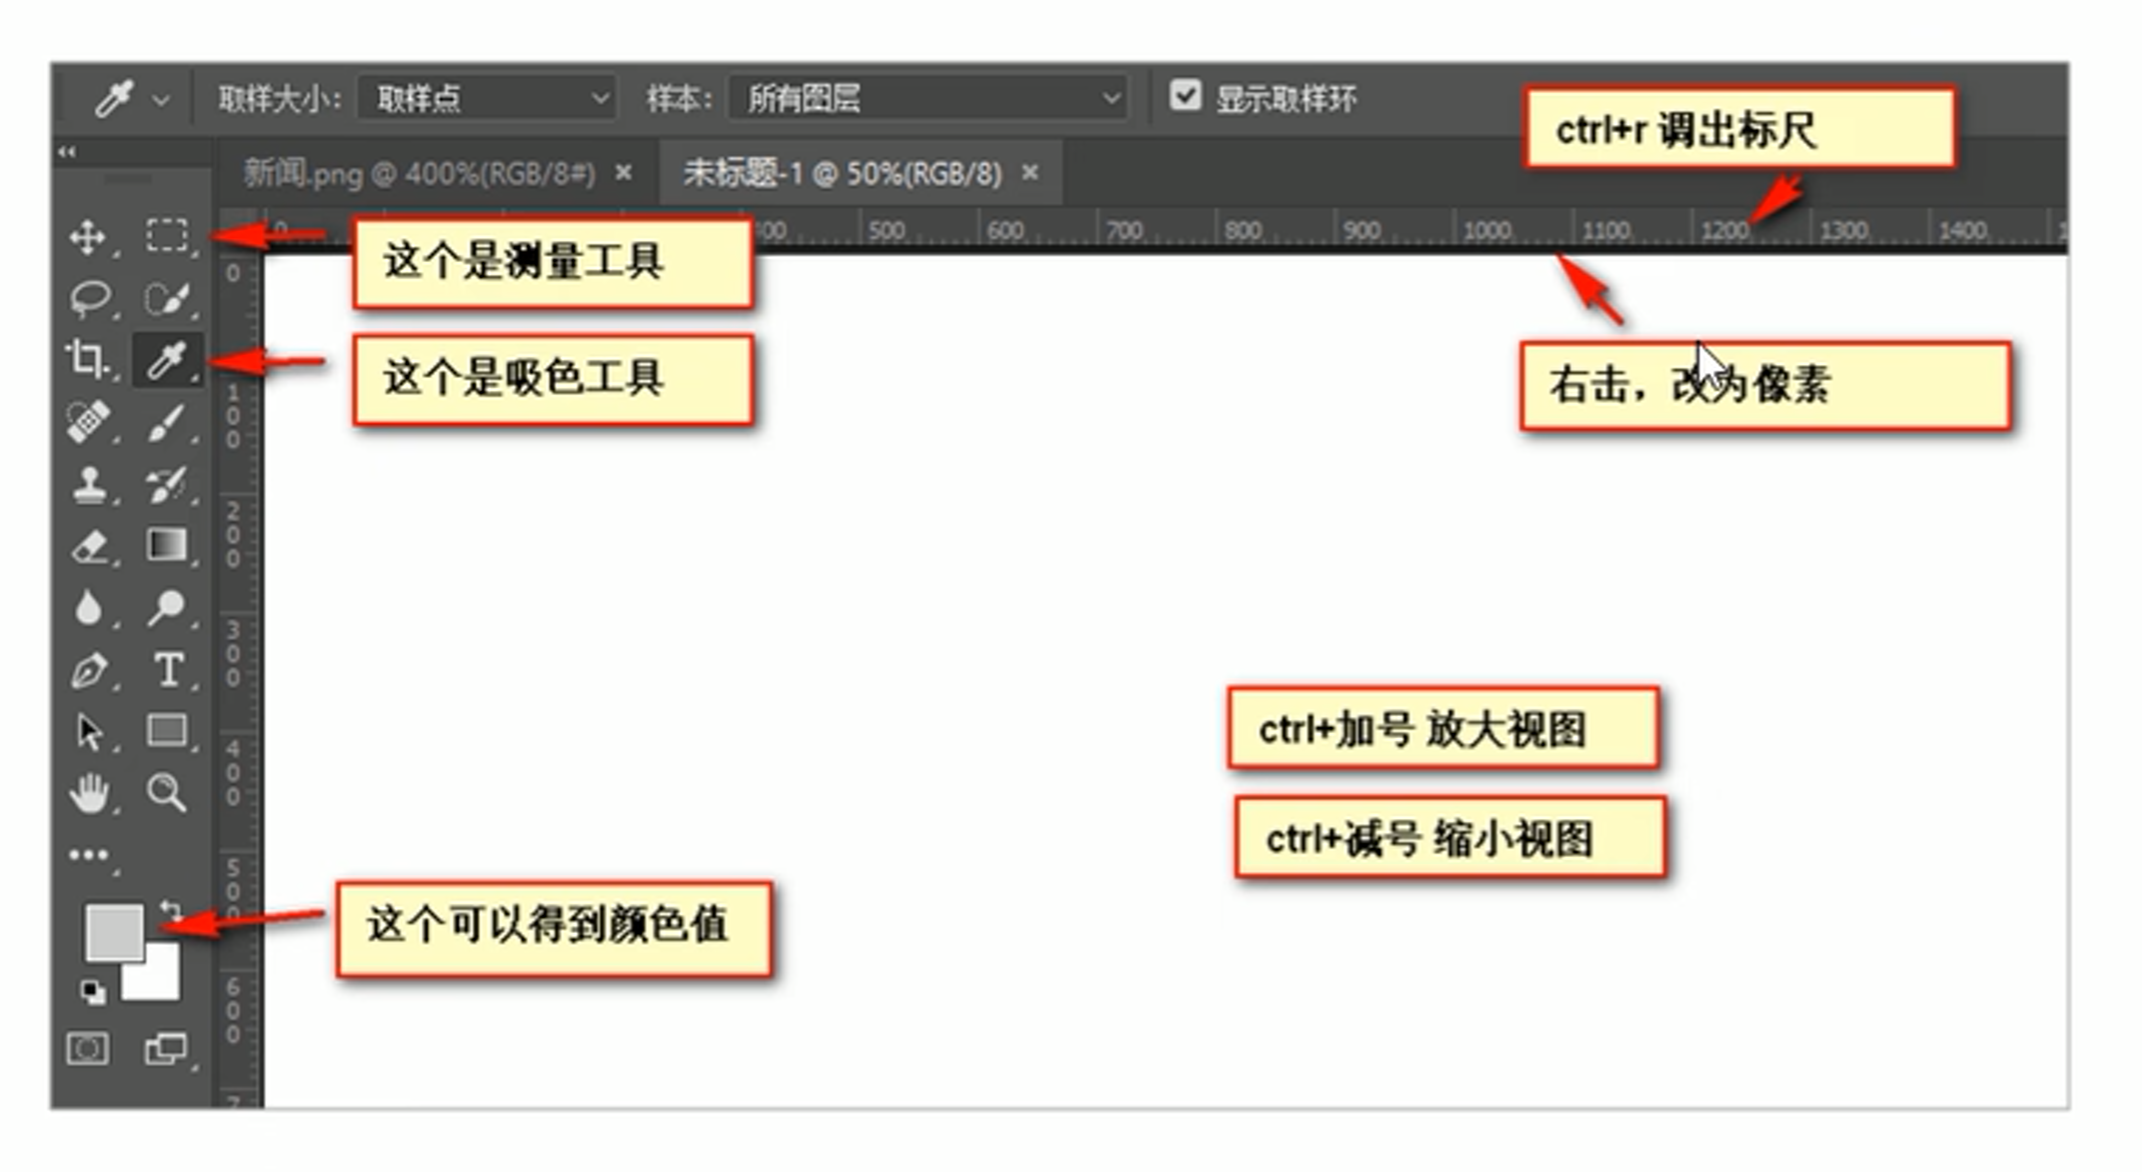 取样大小: 取样点 样本: 所有图层 显示取样环
ctrl+r 调出标尺
新闻.png @ 400%(RGB/8#) × 未标题-1 @ 50%(RGB/8) ×
0 500 600 700 800 900 1000 1100 1200 1300 1400
这个是测量工具
这个是吸色工具
右击，改为像素
0
100
200
300
400
500
600
7
ctrl+加号 放大视图
ctrl+减号 缩小视图
这个可以得到颜色值